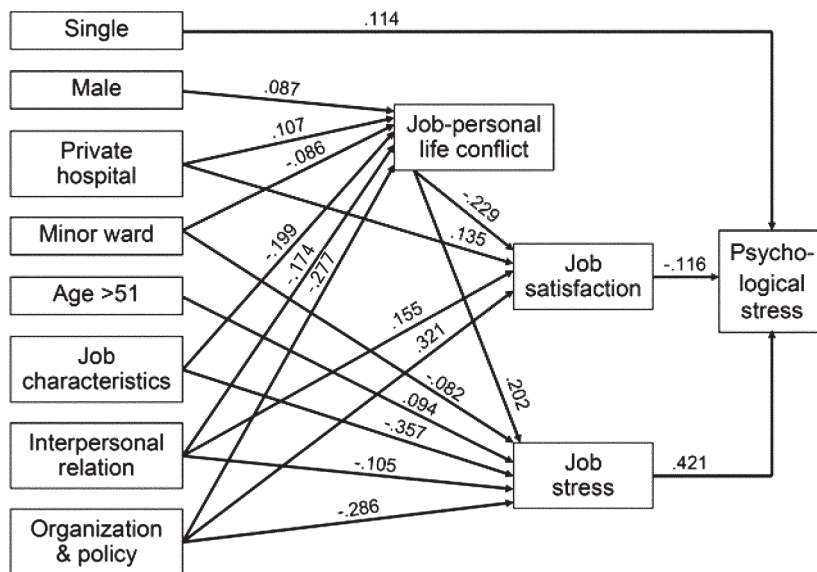 Single
.114
Male
.087
Private
hospital
.107
-.086
Job-personal
life conflict
Minor ward
-.199
-.174
-.277
-.229
.135
Age >51
Job
satisfaction
-.116
Psycho-
logical
stress
.155
.321
Job
characteristics
-.082
.094
-.357
.202
Interpersonal
relation
-.105
Job
stress
.421
Organization
& policy
-.286